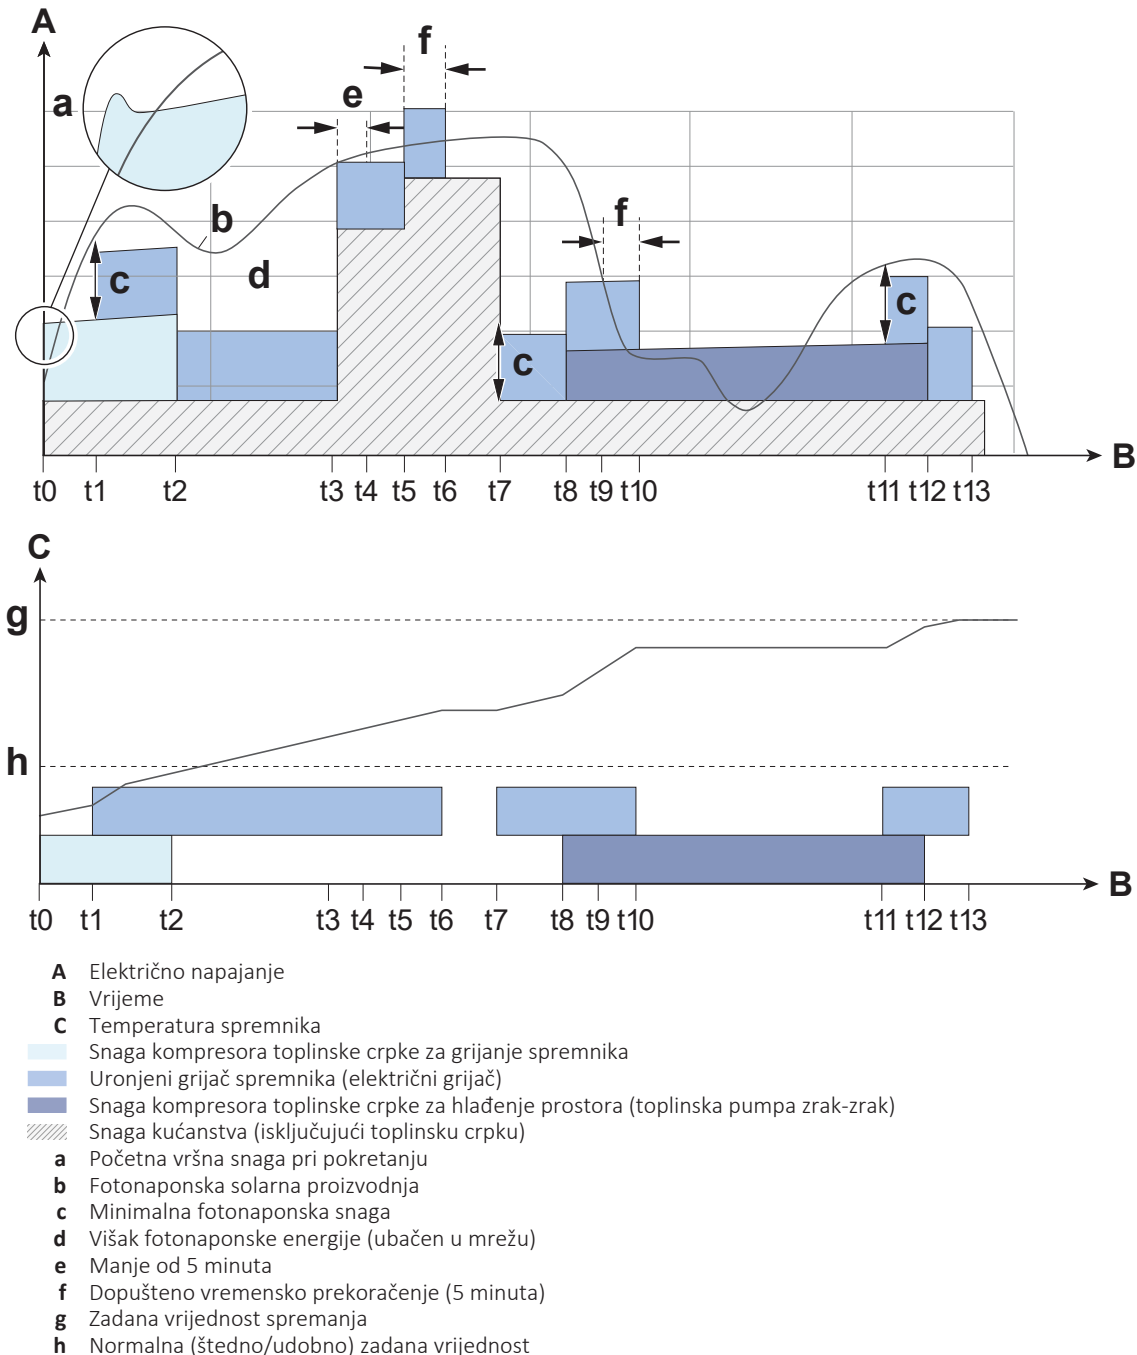 A
f
a
e
b
f
d
c
c
c
B
t0 t1 t2 t3 t4 t5 t6 t7 t8 t9 t10 t11 t12 t13
C
g
h
B
t0 t1 t2 t3 t4 t5 t6 t7 t8 t9 t10 t11 t12 t13
A Električno napajanje
B Vrijeme
C Temperatura spremnika
Snaga kompresora toplinske crpke za grijanje spremnika
Uronjeni grijač spremnika (električni grijač)
Snaga kompresora toplinske crpke za hlađenje prostora (toplinska pumpa zrak-zrak)
Snaga kućanstva (isključujući toplinsku crpku)
a Početna vršna snaga pri pokretanju
b Fotonaponska solarna proizvodnja
c Minimalna fotonaponska snaga
d Višak fotonaponske energije (ubačen u mrežu)
e Manje od 5 minuta
f Dopušteno vremensko prekoračenje (5 minuta)
g Zadana vrijednost spremanja
h Normalna (štedno/udobno) zadana vrijednost